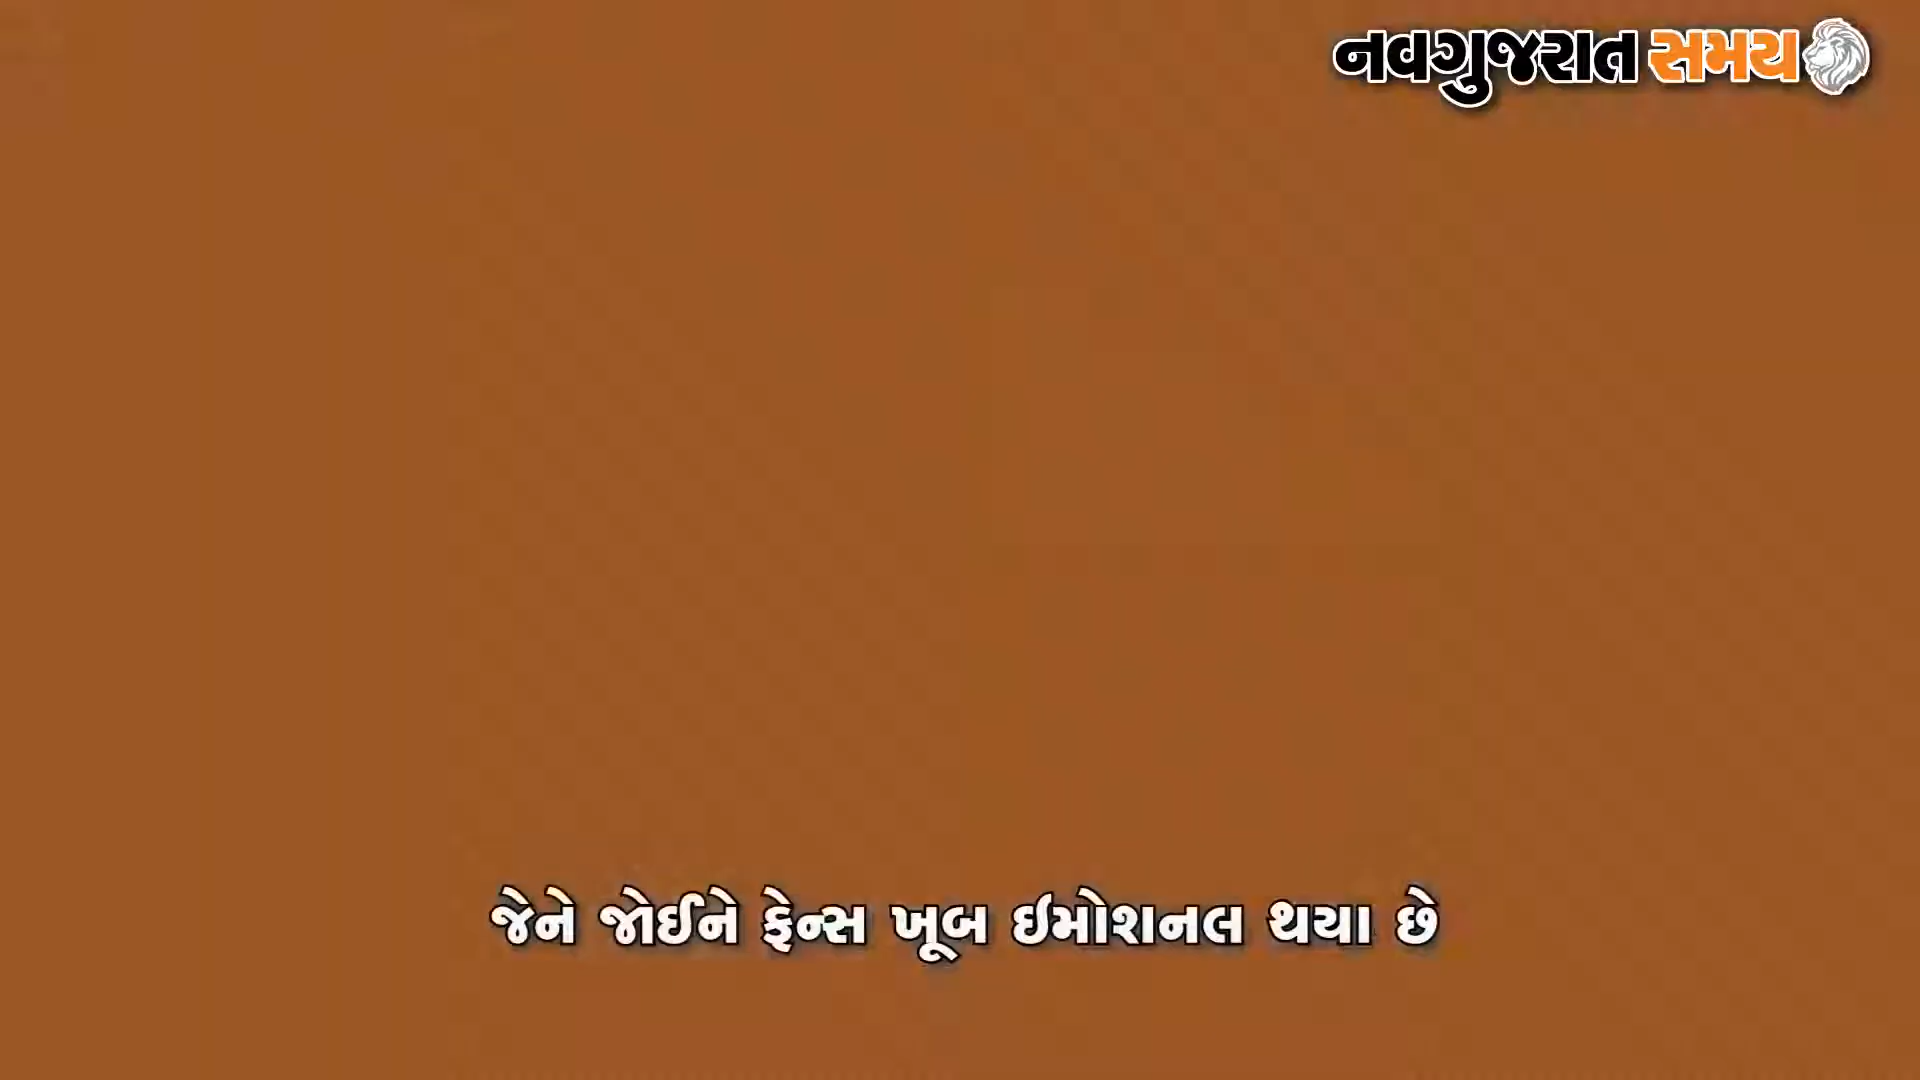 નવગુજરાત સમય
જેને જોઈને ફેન્સ ખૂબ ઈમોશનલ થયા છે